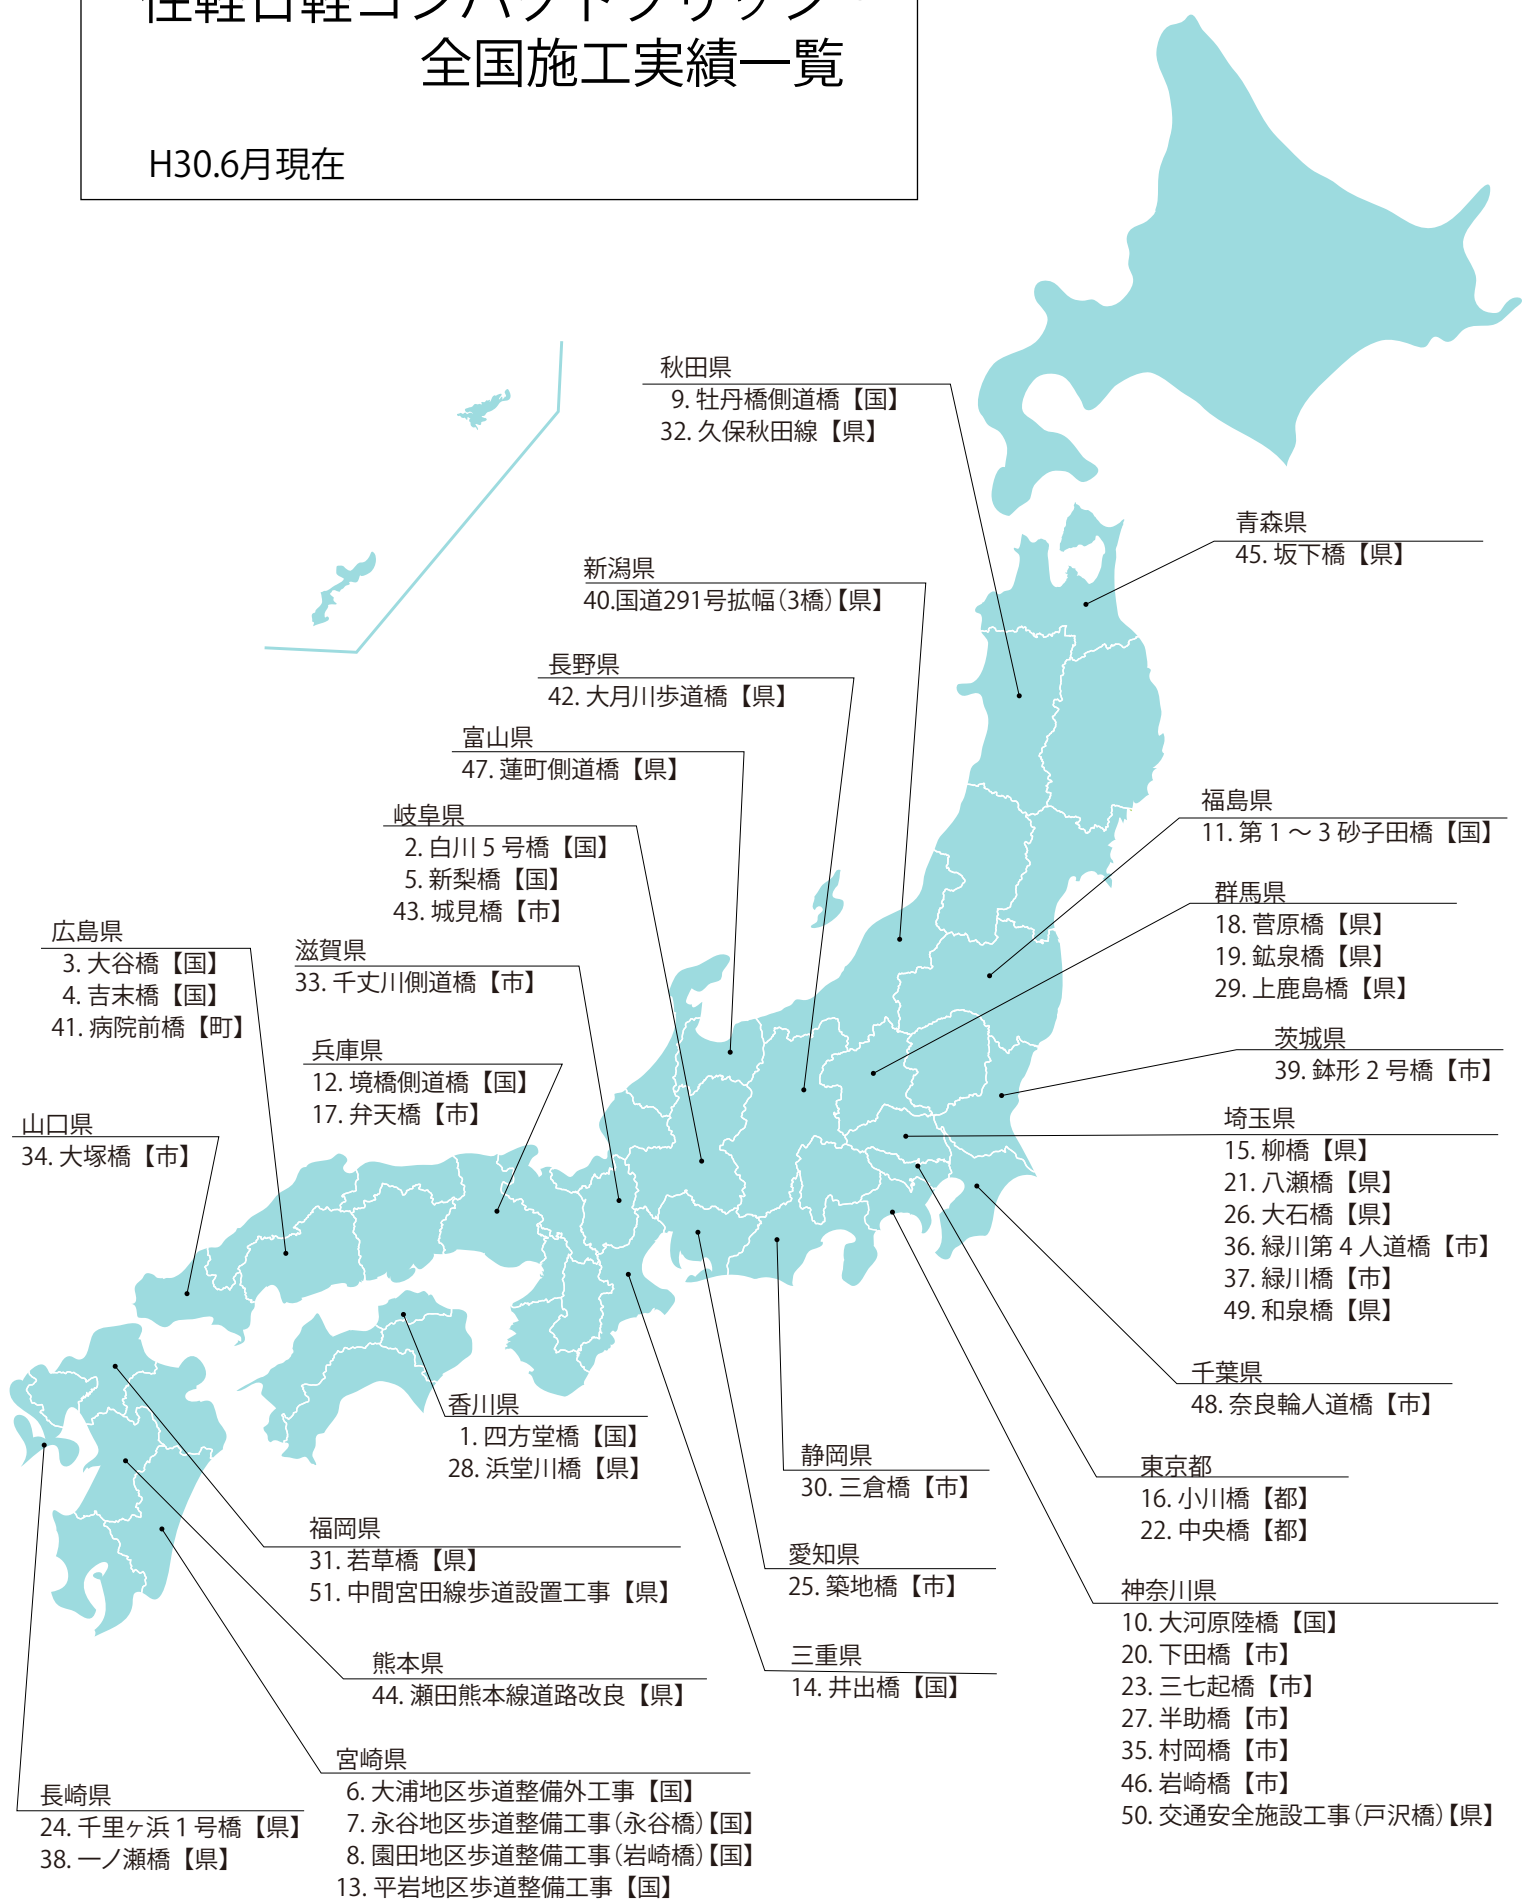 住軽日軽コンパクトブリッジ
全国施工実績一覧
H30.6月現在
秋田県
9. 牡丹橋側道橋【国】
32. 久保秋田線【県】
青森県
45. 坂下橋【県】
新潟県
40.国道291号拡幅(3橋)【県】
長野県
42. 大月川歩道橋【県】
富山県
47. 蓮町側道橋【県】
岐阜県
2. 白川 5 号橋【国】
5. 新梨橋【国】
43. 城見橋【市】
福島県
11. 第 1 ～ 3 砂子田橋【国】
群馬県
18. 菅原橋【県】
19. 鉱泉橋【県】
29. 上鹿島橋【県】
広島県
3. 大谷橋【国】
4. 吉末橋【国】
41. 病院前橋【町】
滋賀県
33. 千丈川側道橋【市】
兵庫県
12. 境橋側道橋【国】
17. 弁天橋【市】
茨城県
39. 鉢形 2 号橋【市】
山口県
34. 大塚橋【市】
埼玉県
15. 柳橋【県】
21. 八瀬橋【県】
26. 大石橋【県】
36. 緑川第 4 人道橋【市】
37. 緑川橋【市】
49. 和泉橋【県】
千葉県
48. 奈良輪人道橋【市】
香川県
1. 四方堂橋【国】
28. 浜堂川橋【県】
静岡県
30. 三倉橋【市】
東京都
16. 小川橋【都】
22. 中央橋【都】
福岡県
31. 若草橋【県】
51. 中間宮田線歩道設置工事【県】
愛知県
25. 築地橋【市】
神奈川県
10. 大河原陸橋【国】
20. 下田橋【市】
23. 三七起橋【市】
27. 半助橋【市】
35. 村岡橋【市】
46. 岩崎橋【市】
50. 交通安全施設工事(戸沢橋)【県】
熊本県
44. 瀬田熊本線道路改良【県】
三重県
14. 井出橋【国】
宮崎県
6. 大浦地区歩道整備外工事【国】
7. 永谷地区歩道整備工事(永谷橋)【国】
8. 園田地区歩道整備工事(岩崎橋)【国】
13. 平岩地区歩道整備工事【国】
長崎県
24. 千里ヶ浜 1 号橋【県】
38. 一ノ瀬橋【県】